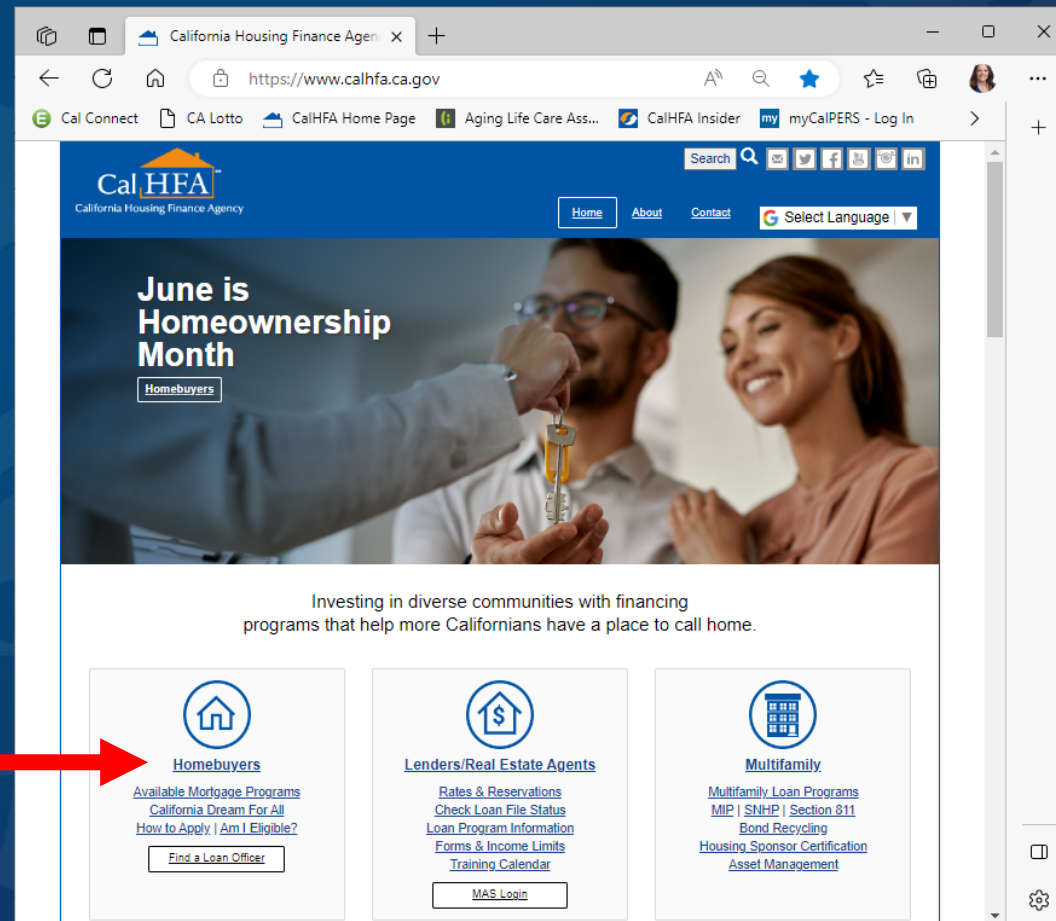 California Housing Finance Agen
https://www.calhfa.ca.gov
Cal Connect
CA Lotto
CalHFA Home Page
Aging Life Care Ass...
CalHFA Insider
my
myCalPERS - Log In
Cal HFA
California Housing Finance Agency
Search
Home
About
Contact
Select Language
June is
Homeownership
Month
Homebuyers
Investing in diverse communities with financing
programs that help more Californians have a place to call home.
Homebuyers
Available Mortgage Programs
California Dream For All
How to Apply | Am I Eligible?
Find a Loan Officer
Lenders/Real Estate Agents
Rates & Reservations
Check Loan File Status
Loan Program Information
Forms & Income Limits
Training Calendar
MAS Login
Multifamily
Multifamily Loan Programs
MIP | SNHP | Section 811
Bond Recycling
Housing Sponsor Certification
Asset Management